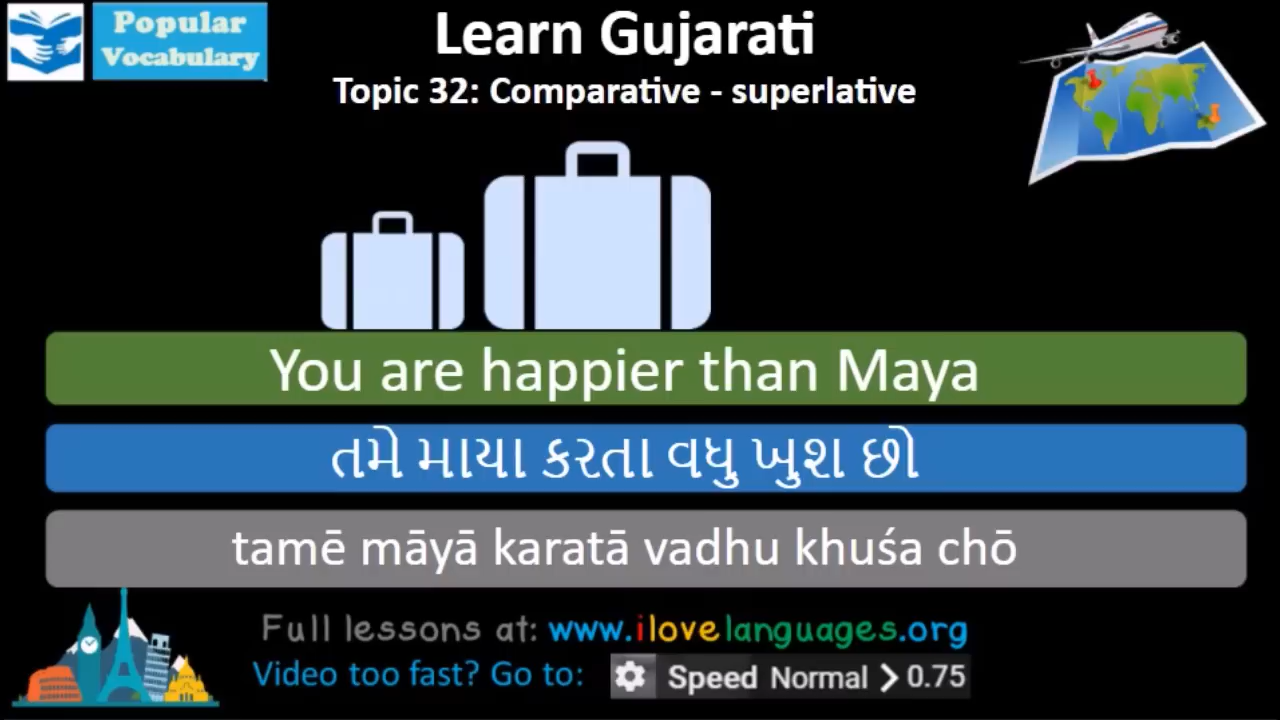 Popular
Vocabulary
Learn Gujarati
Topic 32: Comparative - superlative
You are happier than Maya
તમે માયા કરતા વધુ ખુશ છો
tamē māyā karatā vadhu khuśa chō
Full lessons at: www.ilovelanguages.org
Video too fast? Go to: Speed Normal > 0.75